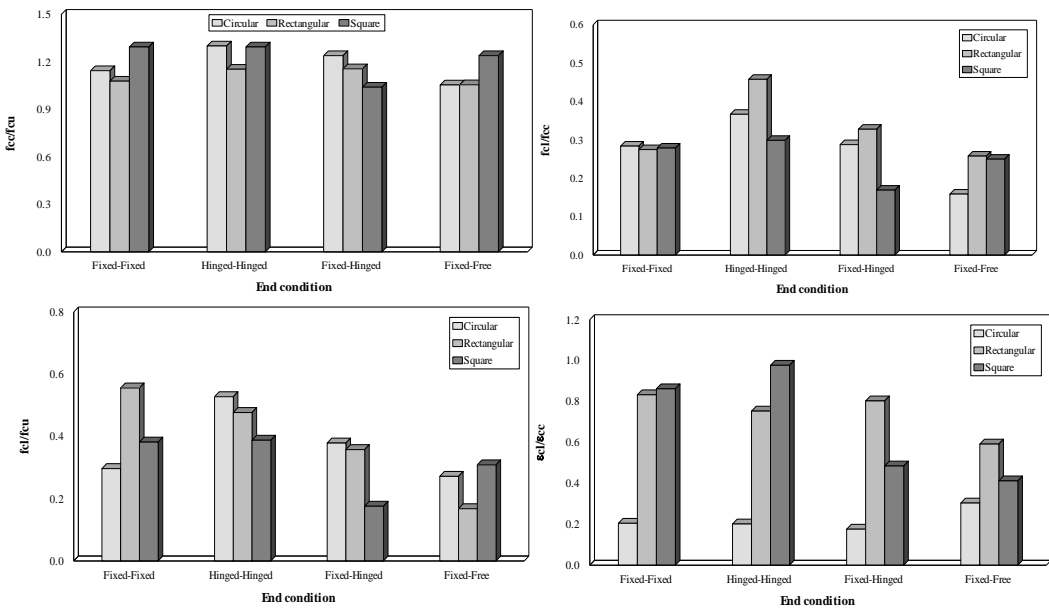 1.5
1.2
0.9
0.6
0.3
0.0
fcc/fcu
Circular Rectangular Square
Fixed-Fixed Hinged-Hinged Fixed-Hinged Fixed-Free
End condition
0.6
0.5
0.4
0.3
0.2
0.1
0.0
fcl/fcc
Circular
Rectangular
Square
Fixed-Fixed Hinged-Hinged Fixed-Hinged Fixed-Free
End condition
0.8
0.6
0.4
0.2
0.0
fcl/fcu
Circular
Rectangular
Square
Fixed-Fixed Hinged-Hinged Fixed-Hinged Fixed-Free
End condition
1.2
1.0
0.8
0.6
0.4
0.2
0.0
εcl/εcc
Circular
Rectangular
Square
Fixed-Fixed Hinged-Hinged Fixed-Hinged Fixed-Free
End condition